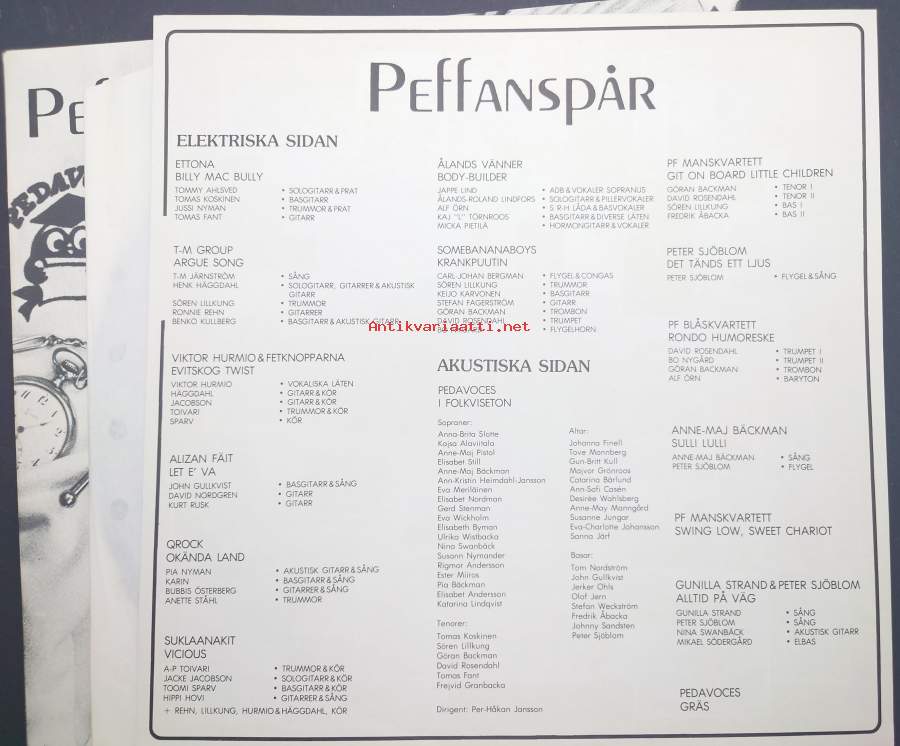 Peffanspår
ELEKTRISKA SIDAN
ETTONA
BILLY MAC BULLY
TOMMY AHLSVED • SOLOGITARR & PRAT
TOMAS KOSKINEN • BASGITARR
JUSSI NYMAN • TRUMMOR & PRAT
TOMAS FANT • GITARR
T-M GROUP
ARGUE SONG
T-M JÄRNSTRÖM • SÅNG
HENK HÄGGDAHL • SOLOGITARR, GITARRER & AKUSTISK
GITARR
SÖREN LILLKUNG • TRUMMOR
RONNIE REHN • GITARRER
BENKO KULLBERG • BASGITARR & AKUSTISK GITARR
VIKTOR HURMIO & FETKNOPPARNA
EVITSKOG TWIST
VIKTOR HURMIO • VOKALISKA LÄTEN
HÄGGDAHL • GITARR & KÖR
JACOBSON • GITARR & KÖR
TOIVARI • TRUMMOR & KÖR
SPARV • KÖR
ALIZAN FÄIT
LET E' VA
JOHN GULLKVIST • BASGITARR & SÅNG
DAVID NORDGREN • GITARR
KURT RUSK • GITARR
QROCK
OKÄNDA LAND
PIA NYMAN • AKUSTISK GITARR & SÅNG
KARIN • BASGITARR & SÅNG
BUBBIS ÖSTERBERG • GITARRER & SÅNG
ANETTE STÅHL • TRUMMOR
SUKLAANAKIT
VICIOUS
A-P TOIVARI • TRUMMOR & KÖR
JACKE JACOBSON • SOLOGITARR & KÖR
TOOMI SPARV • BASGITARR & KÖR
HIPPI HOVI • GITARRER & SÅNG
+ REHN, LILLKUNG, HURMIO & HÄGGDAHL, KÖR
ÅLANDS VÄNNER
BODY-BUILDER
JAPPE LIND • ADB & VOKALER SOPRANUS
ÅLANDS-ROLAND LINDFORS • SOLOGITARR & PILLERVOKALER
ALF ÖRN • S R-H LÅDA & BASVOKALER
KAJ "L" TÖRNROOS • BASGITARR & DIVERSE LÄTEN
MICKA PIETILÄ • HORMONGITARR & VOKALER
SOMEBANANABOYS
KRANKPUUTIN
CARL-JOHAN BERGMAN • FLYGEL & CONGAS
SÖREN LILLKUNG • TRUMMOR
KEIJO KARVONEN • BASGITARR
STEFAN FAGERSTRÖM • GITARR
GÖRAN BACKMAN • TROMBON
DAVID ROSENDAHL • TRUMPET
BO NYGÅRD • FLYGELHORN
AKUSTISKA SIDAN
PEDAVOCES
I FOLKVISETON
Sopraner:
Anna-Brita Slotte
Kajsa Alaviitala
Anne-Maj Pistol
Elisabet Still
Anne-Maj Bäckman
Ann-Kristin Heimdahl-Jansson
Eva Meriläinen
Elisabet Nordman
Gerd Stenman
Eva Wickholm
Elisabeth Byman
Ulrika Wistbacka
Nina Swanbäck
Susann Nymander
Rigmor Andersson
Ester Miiros
Pia Bäckman
Elisabet Andersson
Katarina Lindqvist
Tenorer:
Tomas Koskinen
Sören Lillkung
Göran Backman
David Rosendahl
Tomas Fant
Frejvid Granbacka
Dirigent: Per-Håkan Jansson
Altar:
Johanna Finell
Tove Mannberg
Gun-Britt Kull
Majvor Grönroos
Catarina Bärlund
Ann-Sofi Casén
Desirée Wahlsberg
Anne-May Manngård
Susanne Jungar
Eva-Charlotte Johansson
Sanna Järf
Basar:
Tom Nordström
John Gullkvist
Jerker Ohls
Olof Jern
Stefan Weckström
Fredrik Åbacka
Johnny Sandsten
Peter Sjöblom
PF MANSKVARTETT
GIT ON BOARD LITTLE CHILDREN
GÖRAN BACKMAN • TENOR I
DAVID ROSENDAHL • TENOR II
SÖREN LILLKUNG • BAS I
FREDRIK ÅBACKA • BAS II
PETER SJÖBLOM
DET TÄNDS ETT LJUS
PETER SJÖBLOM • FLYGEL & SÅNG
PF BLÅSKVARTETT
RONDO HUMORESKE
DAVID ROSENDAHL • TRUMPET I
BO NYGÅRD • TRUMPET II
GÖRAN BACKMAN • TROMBON
ALF ÖRN • BARYTON
ANNE-MAJ BÄCKMAN
SULLI LULLI
ANNE-MAJ BÄCKMAN • SÅNG
PETER SJÖBLOM • FLYGEL
PF MANSKVARTETT
SWING LOW, SWEET CHARIOT
GUNILLA STRAND & PETER SJÖBLOM
ALLTID PÅ VÄG
GUNILLA STRAND • SÅNG
PETER SJÖBLOM • SÅNG
NINA SWANBÄCK • AKUSTISK GITARR
MIKAEL SÖDERGÅRD • ELBAS
PEDAVOCES
GRÄS
Antikvariaatti.net
Pef
PEDAV